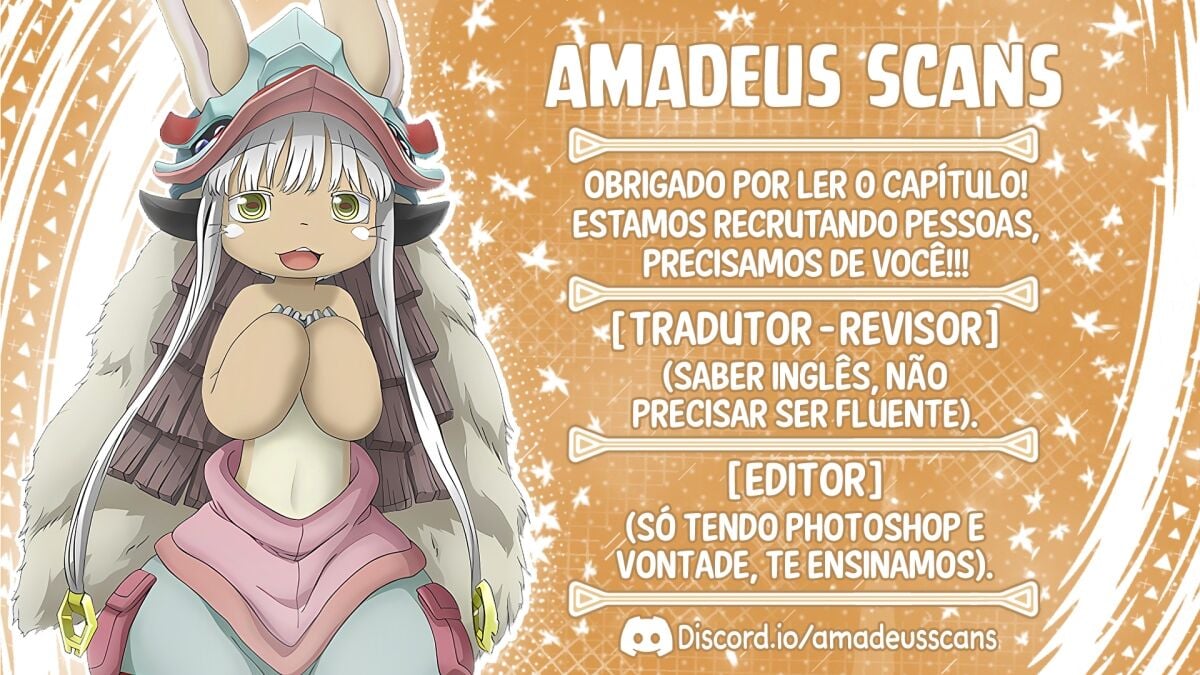 AMADEUS SCANS
OBRIGADO POR LER O CAPÍTULO!
ESTAMOS RECRUTANDO PESSOAS,
PRECISAMOS DE VOCÊ!!!
[TRADUTOR - REVISOR]
(SABER INGLÊS, NÃO
PRECISAR SER FLUENTE).
[EDITOR]
(SÓ TENDO PHOTOSHOP E
VONTADE, TE ENSINAMOS).
Discord.io/amadeusscans